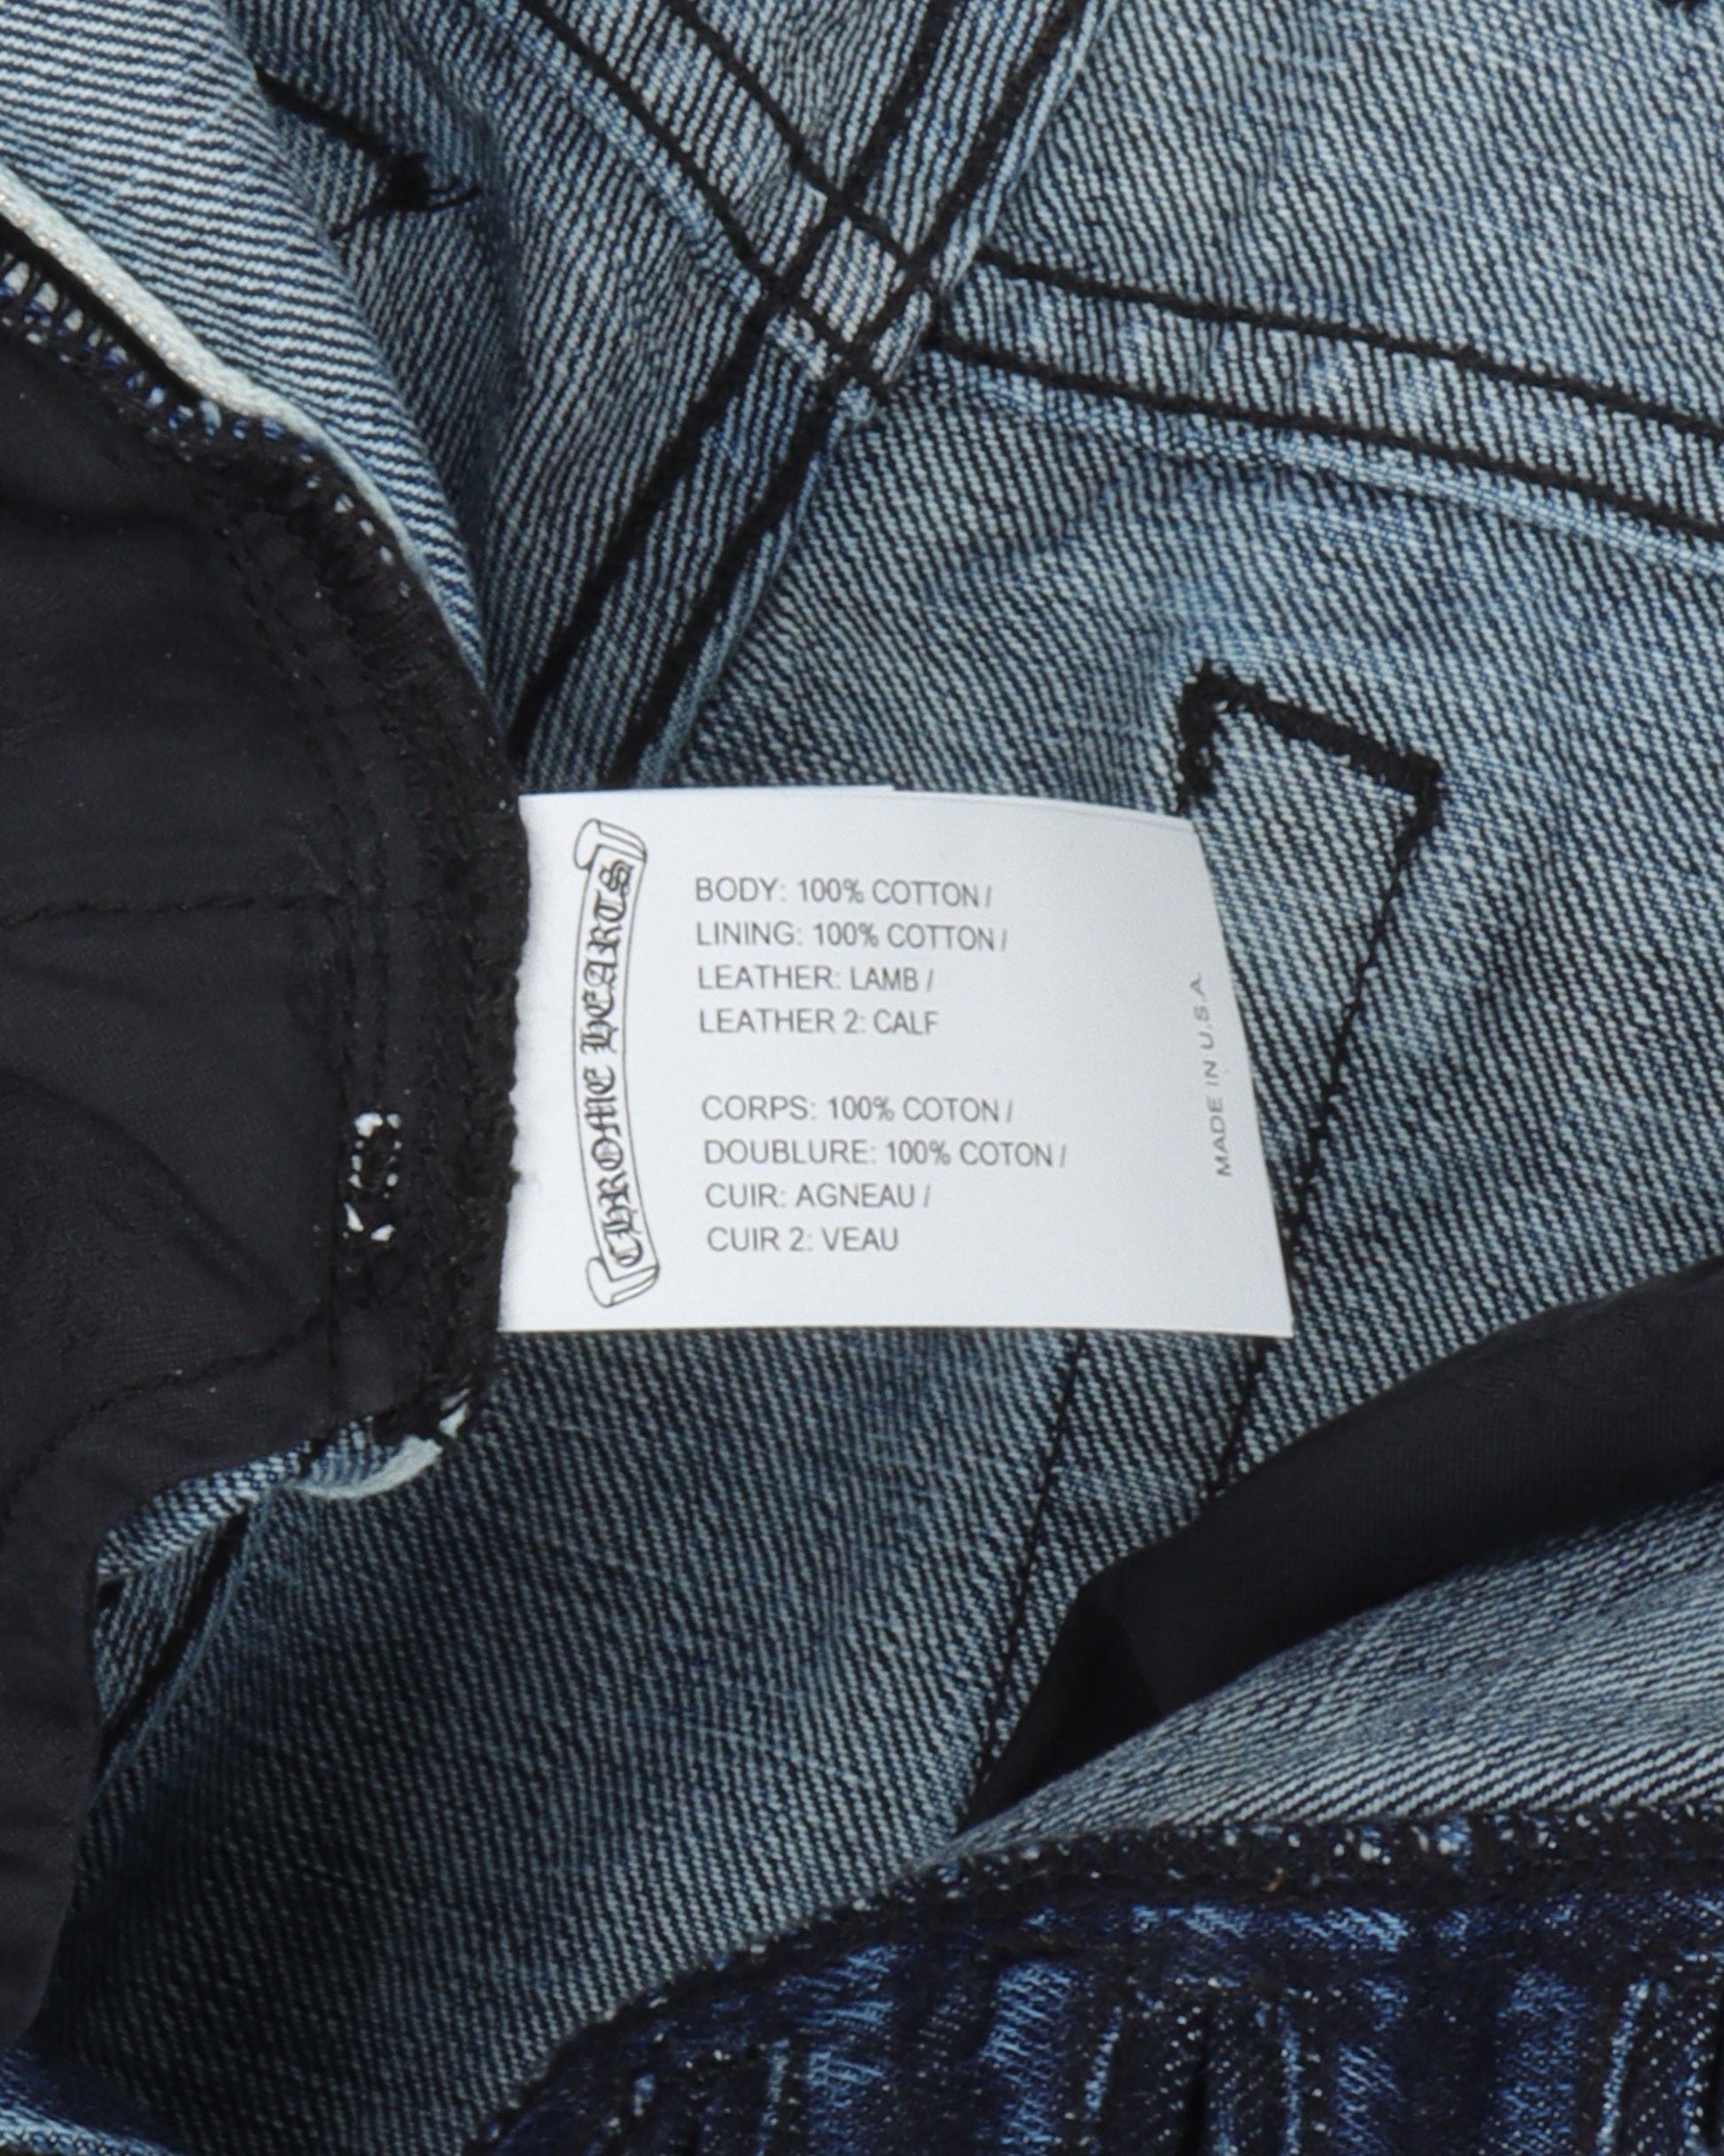 CHROME HEARTS
BODY: 100% COTTON /
LINING: 100% COTTON /
LEATHER: LAMB /
LEATHER 2: CALF
CORPS: 100% COTON /
DOUBLURE: 100% COTON /
CUIR: AGNEAU /
CUIR 2: VEAU
MADE IN U.S.A.